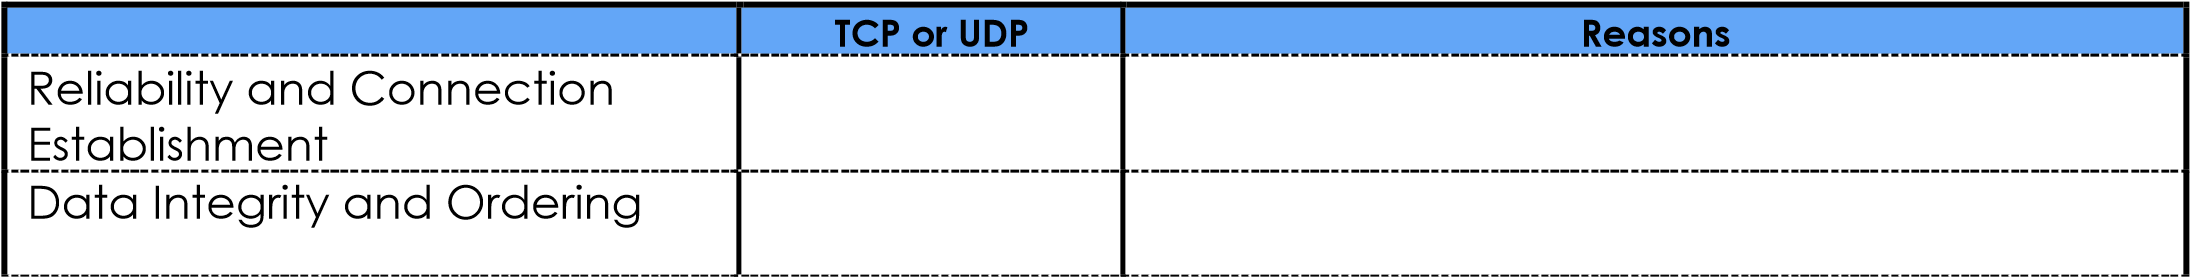 TCP or UDP
Reasons
Reliability and Connection
Establishment
Data Integrity and Ordering